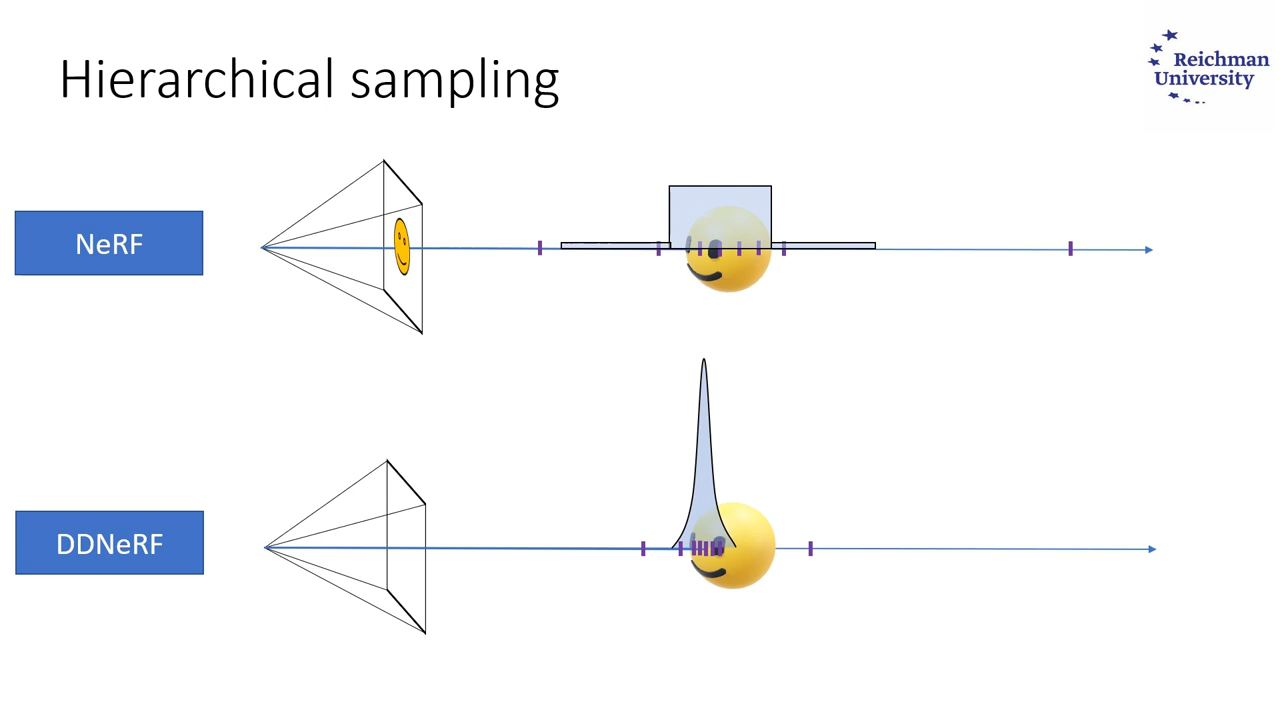 Hierarchical sampling
Reichman
University
NeRF
DDNeRF